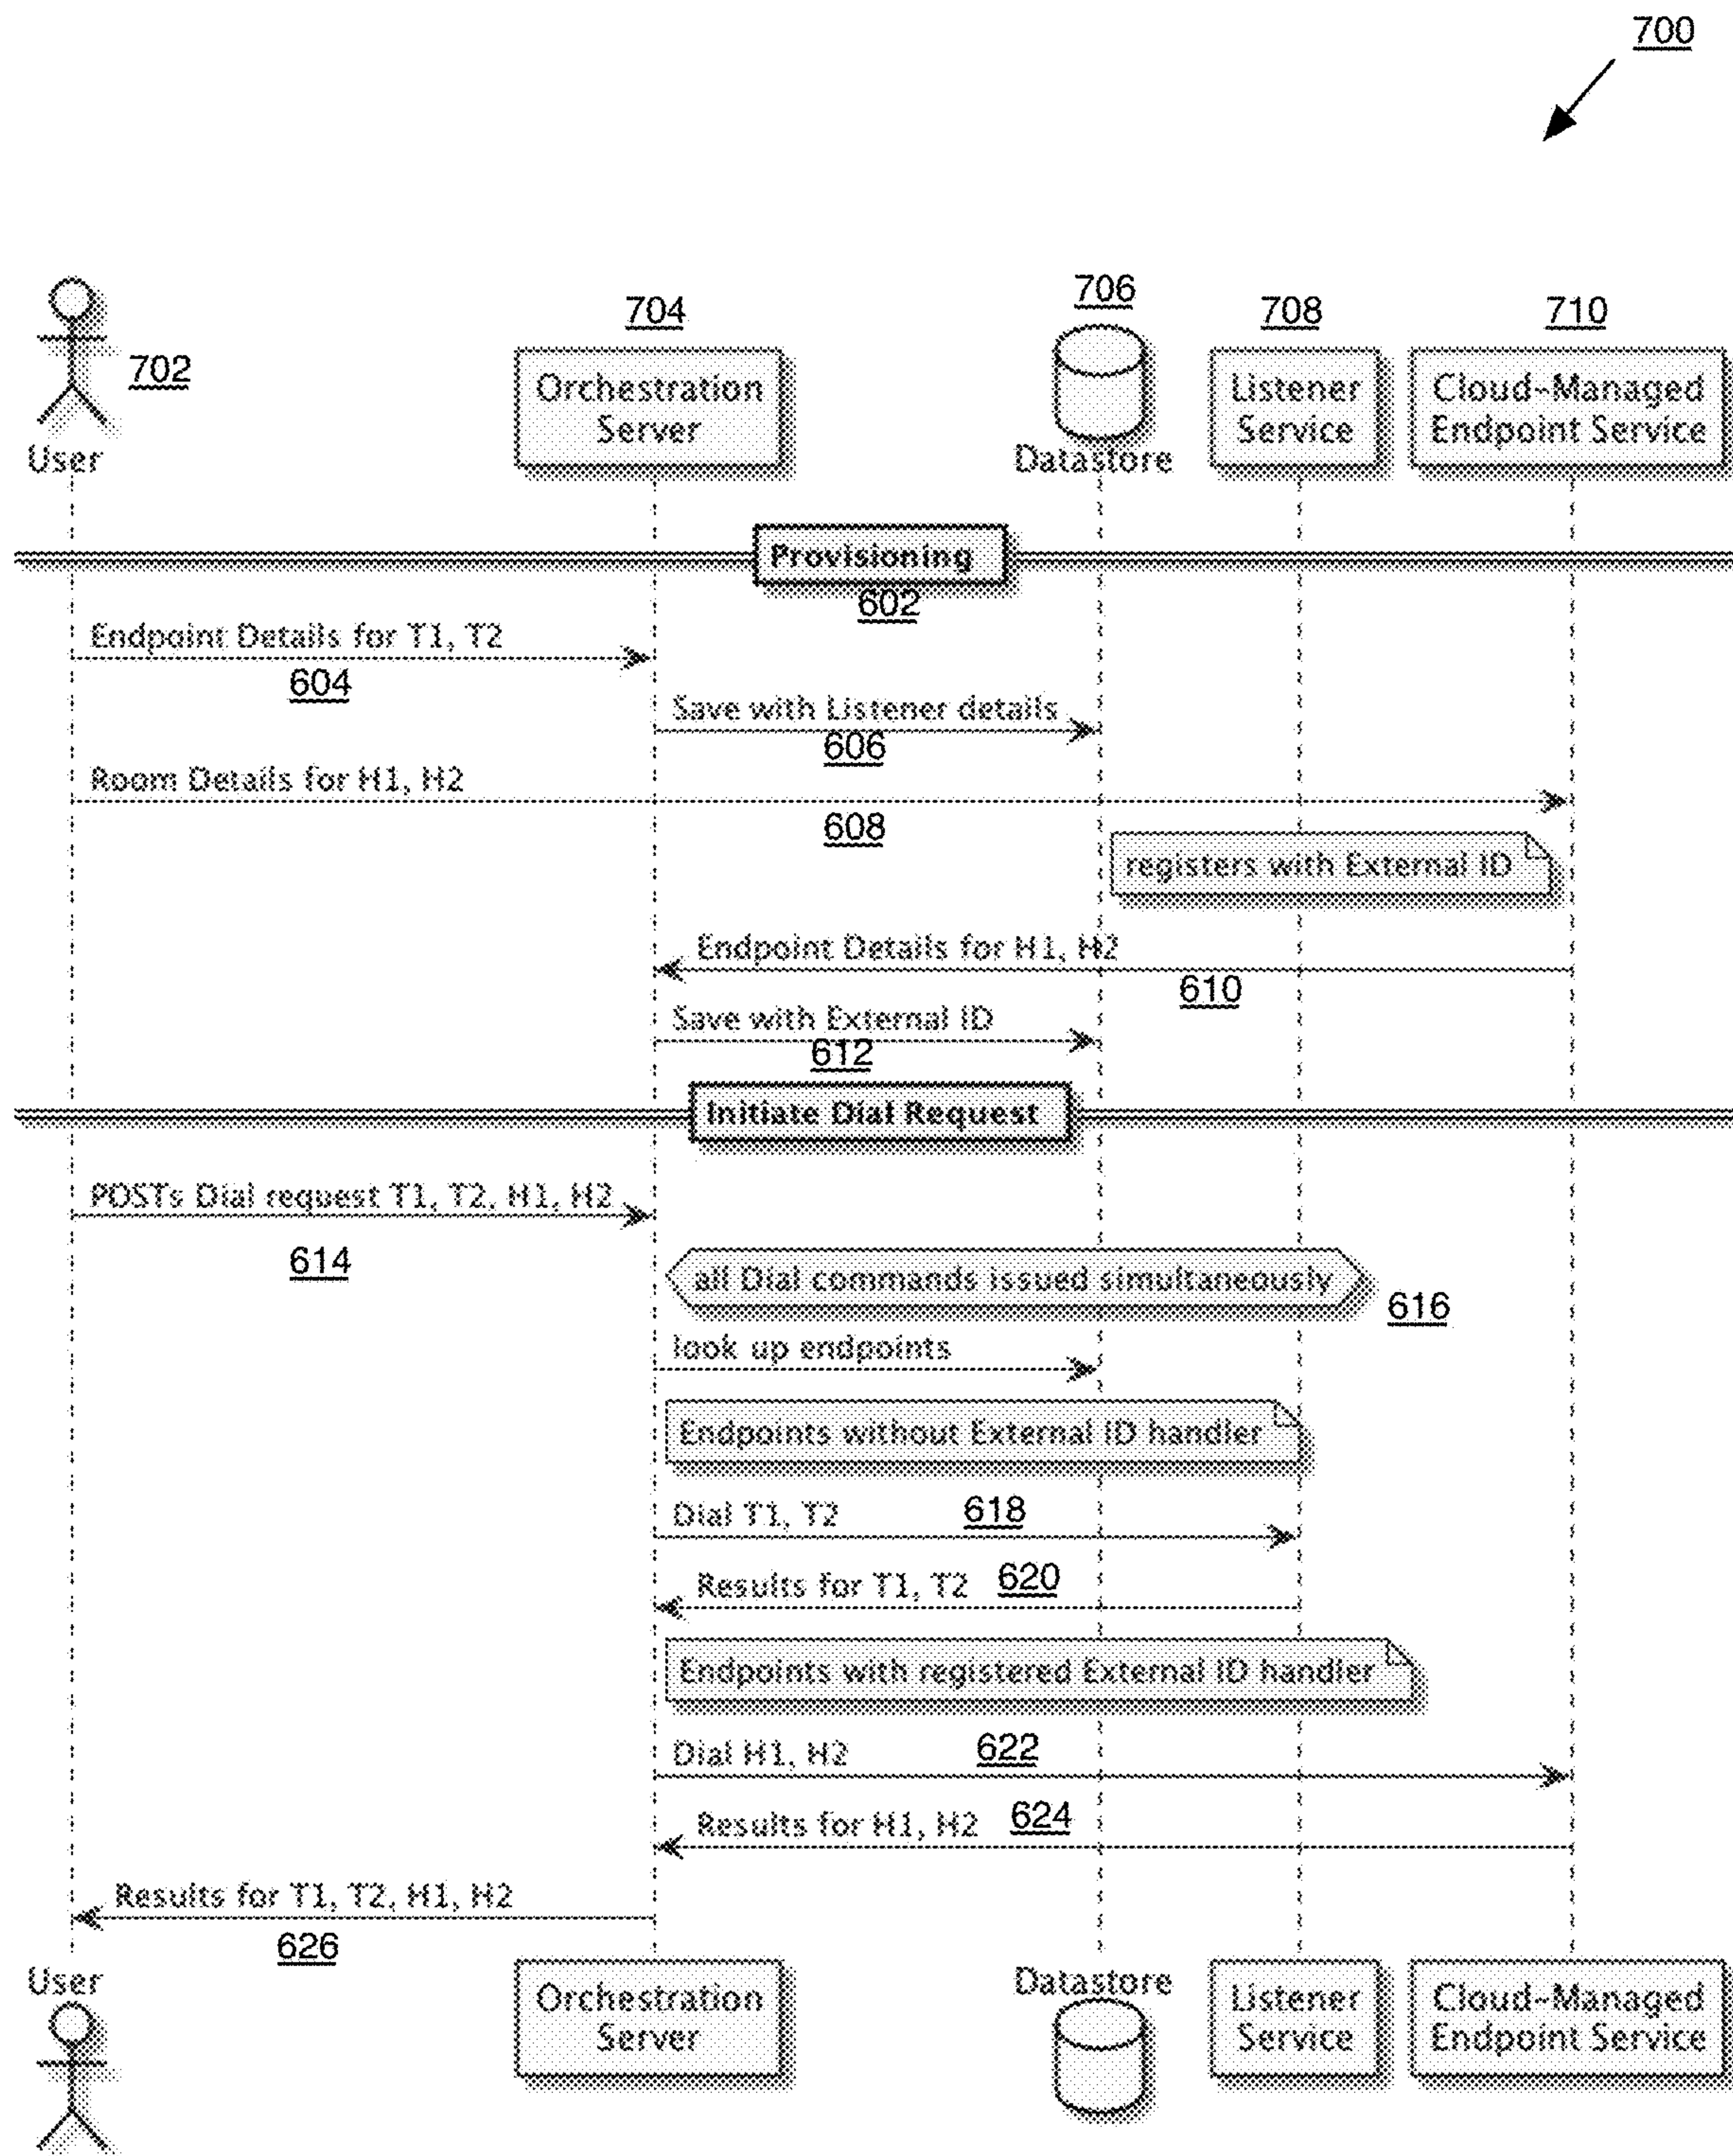 700
706
704
708
710
702
Orchestration
Server
Listener
Service
Cloud-Managed
Endpoint Service
User
Datastore
Provisioning
602
Endpoint Details for T1, T2
604
Save with Listener details
606
Room Details for H1, H2
608
registers with External ID
Endpoint Details for H1, H2
610
Save with External ID
612
Initiate Dial Request
POSTs Dial request T1, T2, H1, H2
614
all Dial commands issued simultaneously
616
look up endpoints
Endpoints without External ID handler
Dial T1, T2
618
Results for T1, T2
620
Endpoints with registered External ID handler
Dial H1, H2
622
Results for H1, H2
624
Results for T1, T2, H1, H2
626
User
Orchestration
Server
Datastore
Listener
Service
Cloud-Managed
Endpoint Service